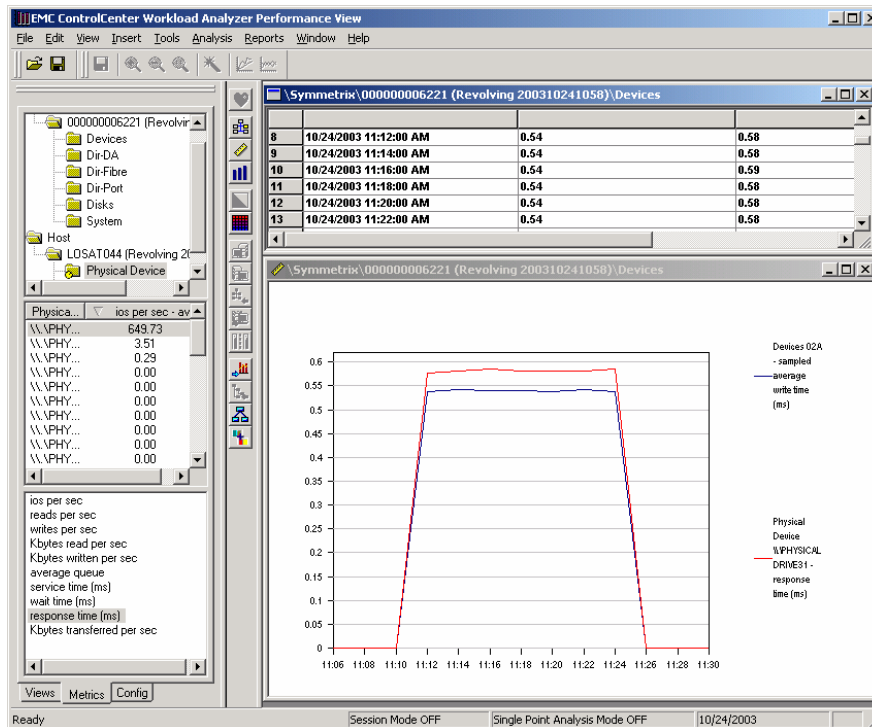 EMC ControlCenter Workload Analyzer Performance View
File Edit View Insert Tools Analysis Reports Window Help
000000006221 (Revolvin
Devices
Dir-DA
Dir-Fibre
Dir-Port
Disks
System
Host
LOSAT044 (Revolving 20
Physical Device
Physica... ios per sec - av
\\.\PHY... 649.73
\\.\PHY... 3.51
\\.\PHY... 0.29
\\.\PHY... 0.00
\\.\PHY... 0.00
\\.\PHY... 0.00
\\.\PHY... 0.00
\\.\PHY... 0.00
\\.\PHY... 0.00
\\.\PHY... 0.00
ios per sec
reads per sec
writes per sec
Kbytes read per sec
Kbytes written per sec
average queue
service time (ms)
wait time (ms)
response time (ms)
Kbytes transferred per sec
Views Metrics Config
\Symmetrix\000000006221 (Revolving 200310241058)\Devices
8 10/24/2003 11:12:00 AM 0.54 0.58
9 10/24/2003 11:14:00 AM 0.54 0.58
10 10/24/2003 11:16:00 AM 0.54 0.59
11 10/24/2003 11:18:00 AM 0.54 0.58
12 10/24/2003 11:20:00 AM 0.54 0.58
13 10/24/2003 11:22:00 AM 0.54 0.58
\Symmetrix\000000006221 (Revolving 200310241058)\Devices
0.6
0.55
0.5
0.45
0.4
0.35
0.3
0.25
0.2
0.15
0.1
0.05
0
11:06 11:08 11:10 11:12 11:14 11:16 11:18 11:20 11:22 11:24 11:26 11:28 11:30
Devices 02A
- sampled
average
write time
(ms)
Physical
Device
\\.\PHYSICAL
DRIVE31 -
response
time (ms)
Ready Session Mode OFF Single Point Analysis Mode OFF 10/24/2003